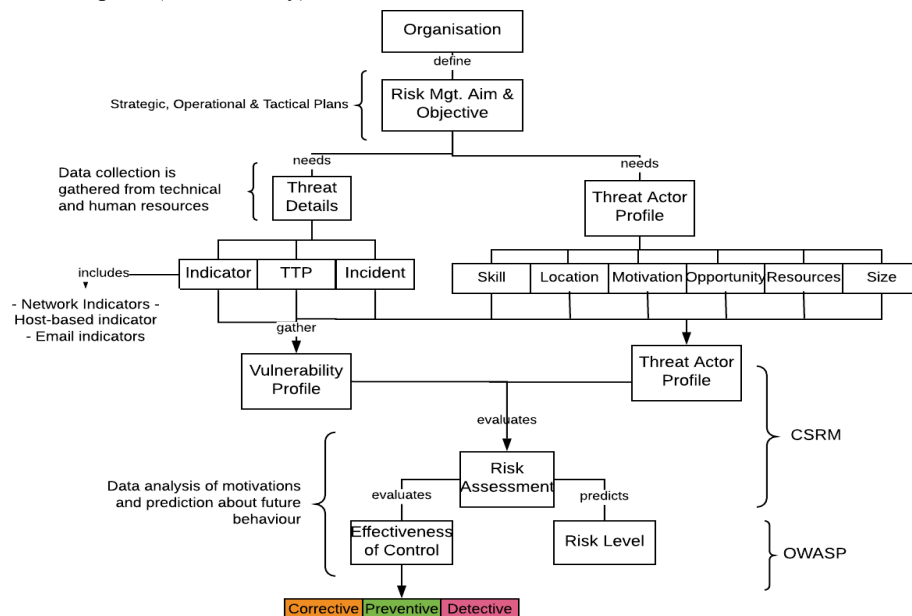 Organisation
define
Strategic, Operational & Tactical Plans
Risk Mgt. Aim &
Objective
needs
needs
Data collection is
gathered from technical
and human resources
Threat
Details
Threat Actor
Profile
includes
Indicator
TTP
Incident
Skill
Location
Motivation
Opportunity
Resources
Size
- Network Indicators -
Host-based indicator
- Email indicators
gather
Vulnerability
Profile
Threat Actor
Profile
evaluates
CSRM
Risk
Assessment
Data analysis of motivations
and prediction about future
behaviour
evaluates
predicts
Effectiveness
of Control
Risk Level
OWASP
Corrective
Preventive
Detective